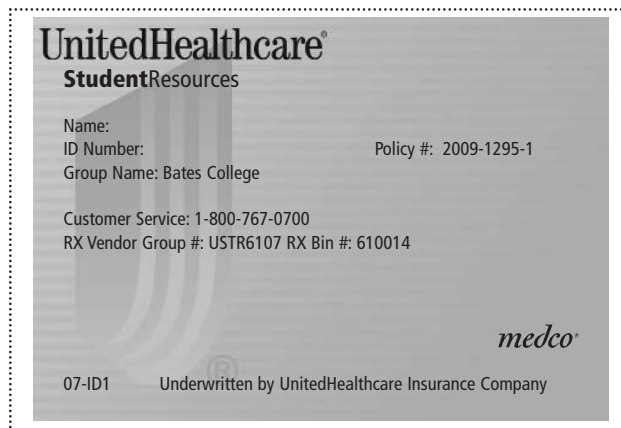 UnitedHealthcare®
StudentResources
Name:
ID Number: Policy #: 2009-1295-1
Group Name: Bates College
Customer Service: 1-800-767-0700
RX Vendor Group #: USTR6107 RX Bin #: 610014
medco®
®
07-ID1 Underwritten by UnitedHealthcare Insurance Company